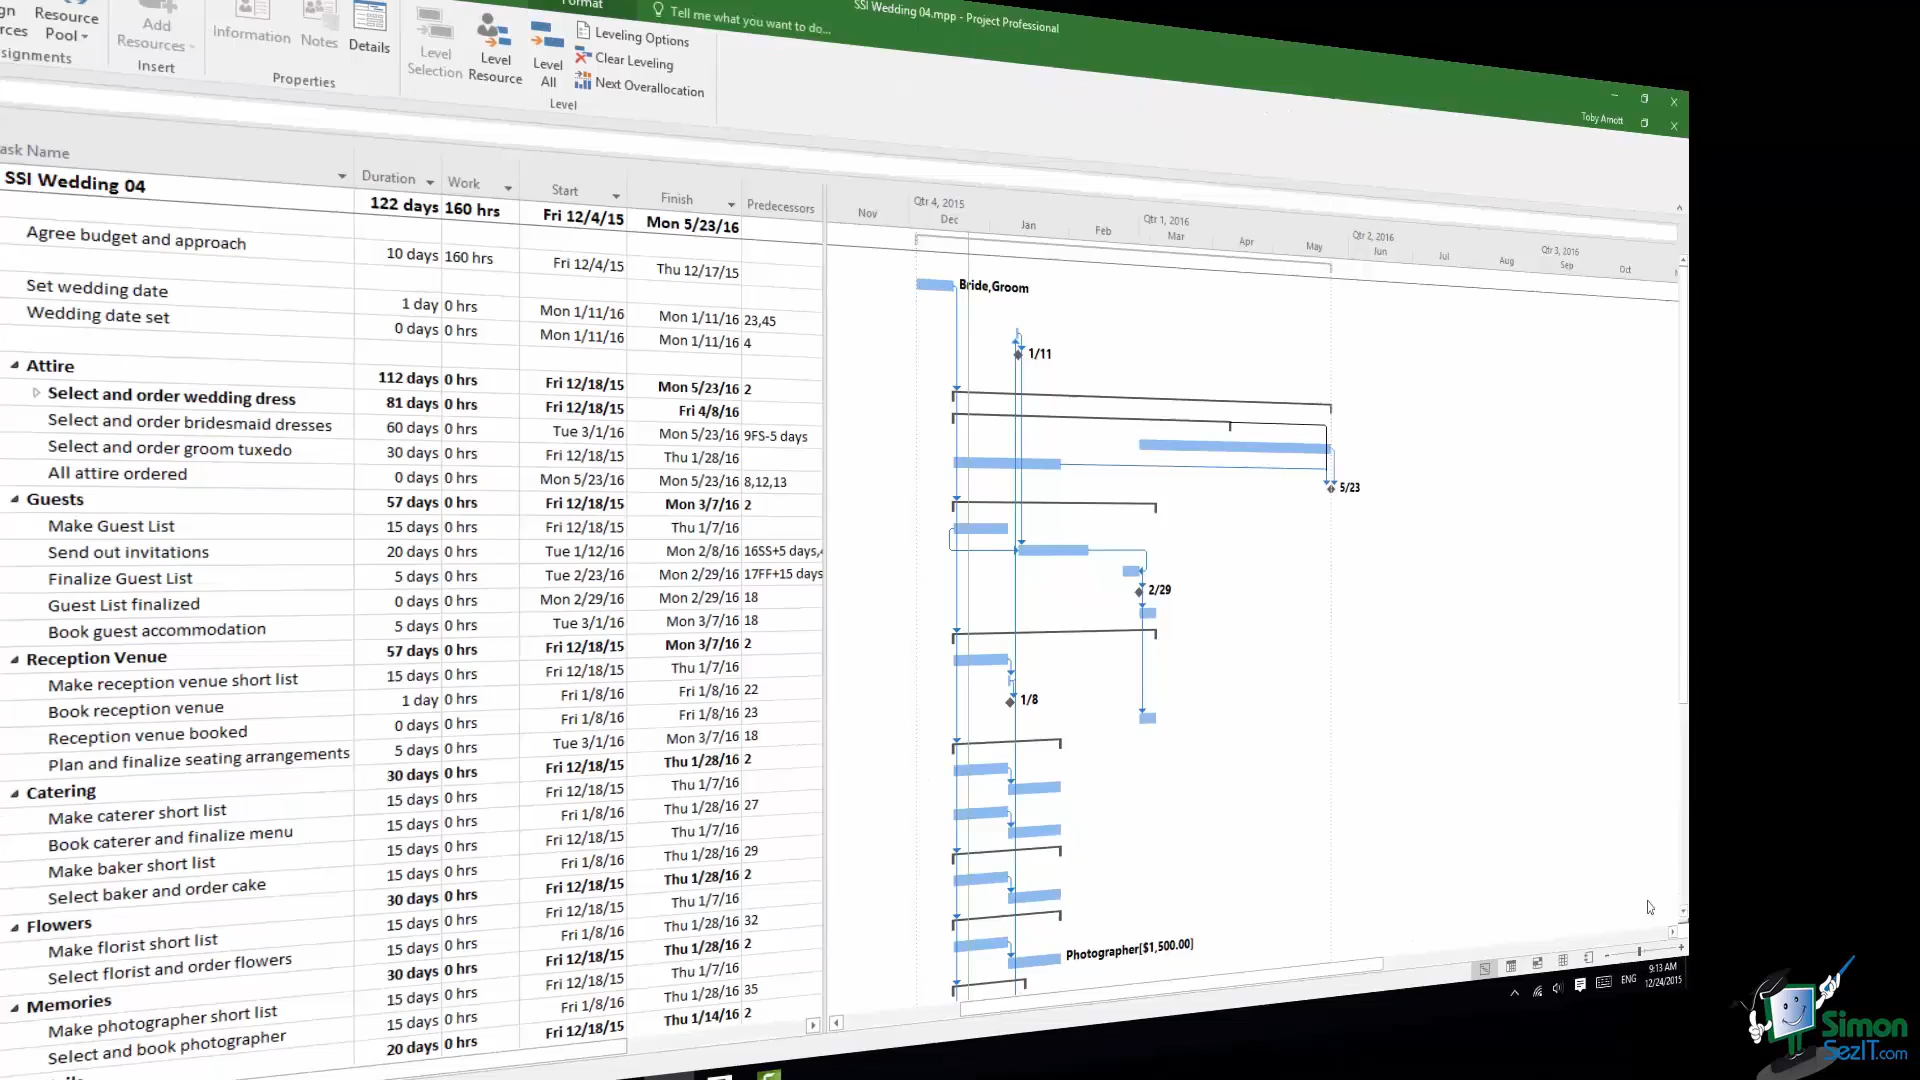 SSI Wedding 04.mpp - Project Professional
Format
Tell me what you want to do...
Toby Arnott
Resource Pool
Add Resources
Insert
Information
Notes
Details
Properties
Level Selection
Level Resource
Level All
Leveling Options
Clear Leveling
Next Overallocation
Level
ask Name Duration Work Start Finish Predecessors
SSI Wedding 04 122 days 160 hrs Fri 12/4/15 Mon 5/23/16
Agree budget and approach 10 days 160 hrs Fri 12/4/15 Thu 12/17/15
Set wedding date 1 day 0 hrs Mon 1/11/16 Mon 1/11/16 23,45
Wedding date set 0 days 0 hrs Mon 1/11/16 Mon 1/11/16 4
Attire 112 days 0 hrs Fri 12/18/15 Mon 5/23/16 2
Select and order wedding dress 81 days 0 hrs Fri 12/18/15 Fri 4/8/16
Select and order bridesmaid dresses 60 days 0 hrs Tue 3/1/16 Mon 5/23/16 9FS-5 days
Select and order groom tuxedo 30 days 0 hrs Fri 12/18/15 Thu 1/28/16
All attire ordered 0 days 0 hrs Mon 5/23/16 Mon 5/23/16 8,12,13
Guests 57 days 0 hrs Fri 12/18/15 Mon 3/7/16 2
Make Guest List 15 days 0 hrs Fri 12/18/15 Thu 1/7/16
Send out invitations 20 days 0 hrs Tue 1/12/16 Mon 2/8/16 16SS+5 days,
Finalize Guest List 5 days 0 hrs Tue 2/23/16 Mon 2/29/16 17FF+15 days
Guest List finalized 0 days 0 hrs Mon 2/29/16 Mon 2/29/16 18
Book guest accommodation 5 days 0 hrs Tue 3/1/16 Mon 3/7/16 18
Reception Venue 57 days 0 hrs Fri 12/18/15 Mon 3/7/16 2
Make reception venue short list 15 days 0 hrs Fri 12/18/15 Thu 1/7/16
Book reception venue 1 day 0 hrs Fri 1/8/16 Fri 1/8/16 22
Reception venue booked 0 days 0 hrs Fri 1/8/16 Fri 1/8/16 23
Plan and finalize seating arrangements 5 days 0 hrs Tue 3/1/16 Mon 3/7/16 18
Catering 30 days 0 hrs Fri 12/18/15 Thu 1/28/16 2
Make caterer short list 15 days 0 hrs Fri 12/18/15 Thu 1/7/16
Book caterer and finalize menu 15 days 0 hrs Fri 1/8/16 Thu 1/28/16 27
Make baker short list 15 days 0 hrs Fri 12/18/15 Thu 1/7/16
Select baker and order cake 15 days 0 hrs Fri 1/8/16 Thu 1/28/16 29
Flowers 30 days 0 hrs Fri 12/18/15 Thu 1/28/16 2
Make florist short list 15 days 0 hrs Fri 12/18/15 Thu 1/7/16
Select florist and order flowers 15 days 0 hrs Fri 1/8/16 Thu 1/28/16 32
Memories 30 days 0 hrs Fri 12/18/15 Thu 1/28/16 2
Make photographer short list 15 days 0 hrs Fri 12/18/15 Thu 1/7/16
Select and book photographer 15 days 0 hrs Fri 1/8/16 Thu 1/28/16 35
20 days 0 hrs Fri 12/18/15 Thu 1/14/16 2
Qtr 4, 2015 Qtr 1, 2016 Qtr 2, 2016 Qtr 3, 2016
Nov Dec Jan Feb Mar Apr May Jun Jul Aug Sep Oct
Bride,Groom
1/11
5/23
2/29
1/8
Photographer[$1,500.00]
ENG
9:13 AM
12/24/2015
Simon
SezIT.com